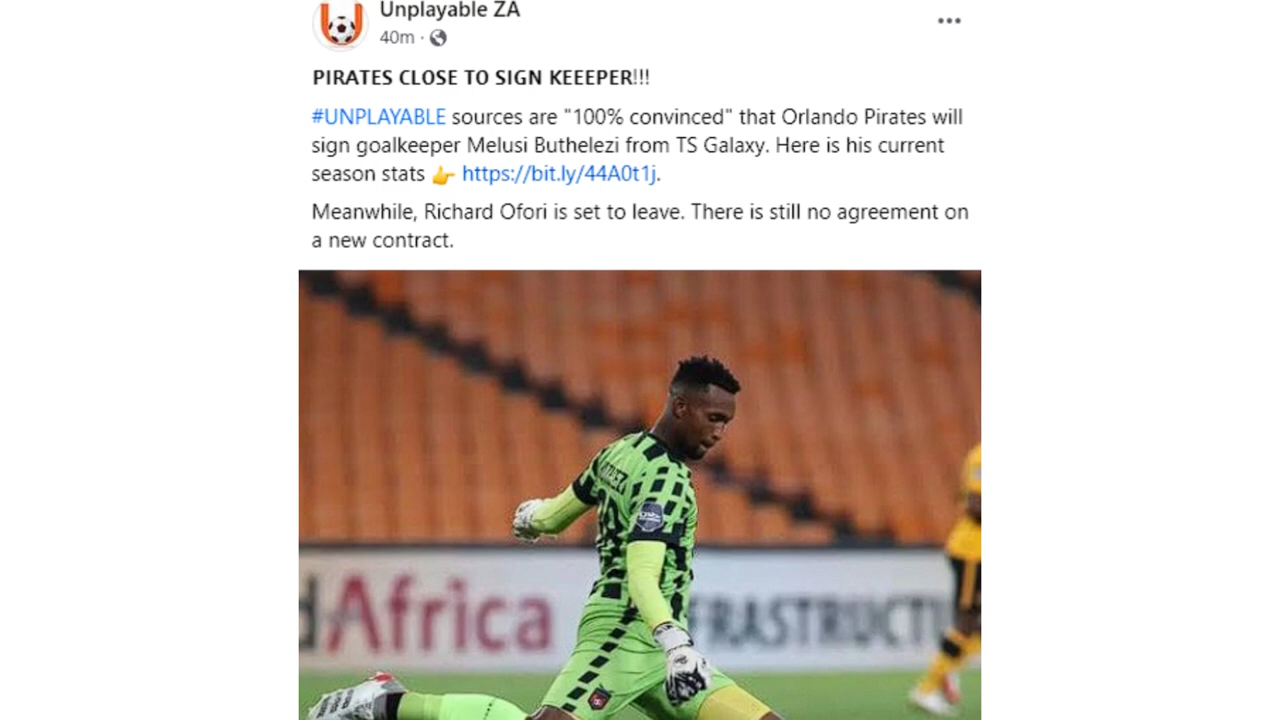 Unplayable ZA
40m ·
PIRATES CLOSE TO SIGN KEEEPER!!!
#UNPLAYABLE sources are "100% convinced" that Orlando Pirates will
sign goalkeeper Melusi Buthelezi from TS Galaxy. Here is his current
season stats 👉 https://bit.ly/44A0t1j.
Meanwhile, Richard Ofori is set to leave. There is still no agreement on
a new contract.
Africa